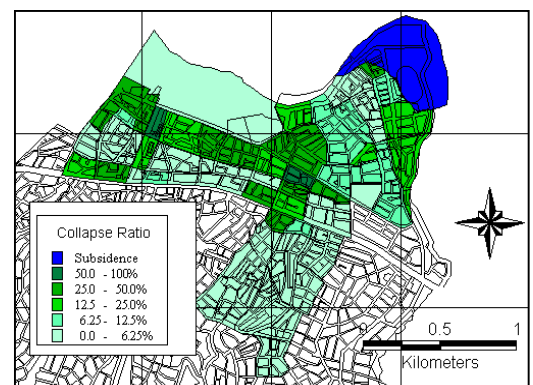 Collapse Ratio
Subsidence
50.0 - 100%
25.0 - 50.0%
12.5 - 25.0%
6.25 - 12.5%
0.0 - 6.25%
0 0.5 1
Kilometers